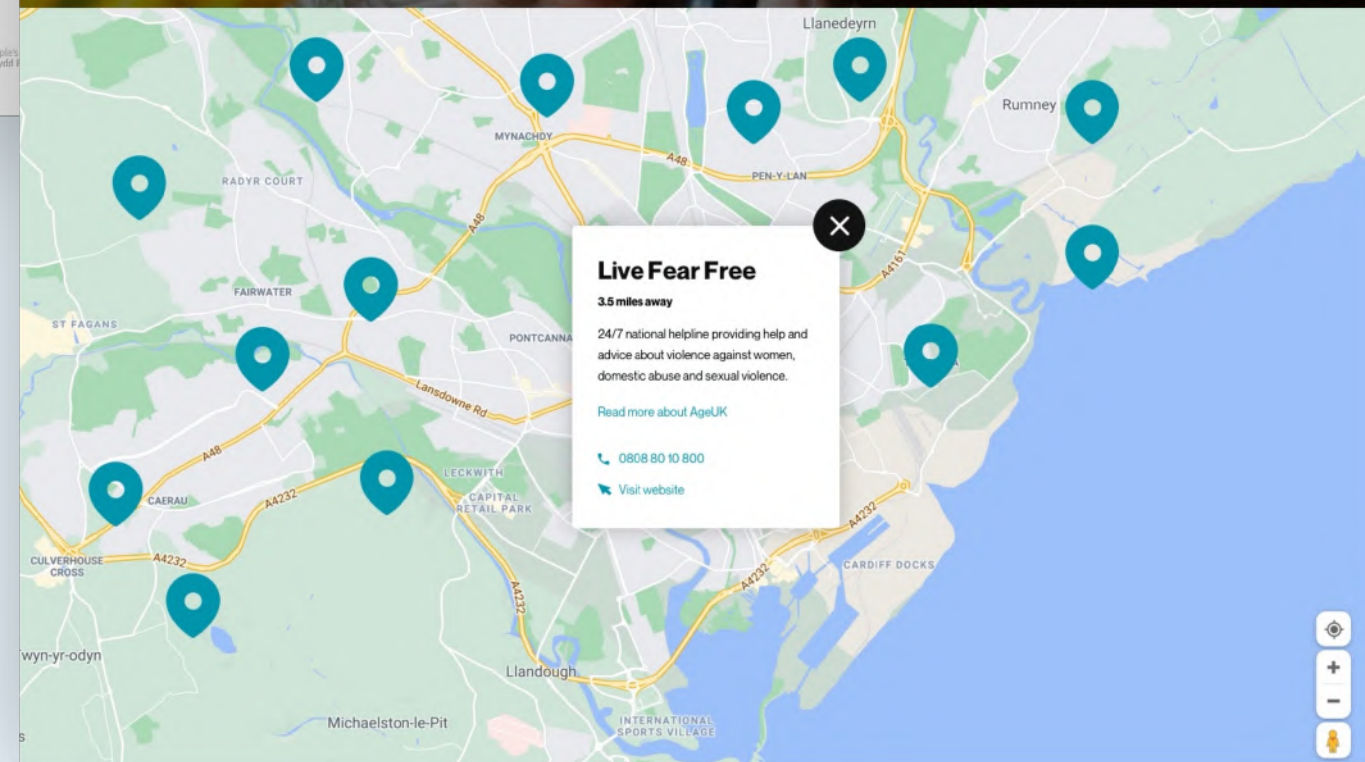 Llanedeyrn
Rumney
MYNACHDY
A48
PEN-Y-LAN
RADYR COURT
A48
A4161
FAIRWATER
ST FAGANS
PONTCANNA
Live Fear Free
3.5 miles away
24/7 national helpline providing help and
advice about violence against women,
domestic abuse and sexual violence.
Read more about AgeUK
0808 80 10 800
Visit website
Lansdowne Rd
A48
LECKWITH
CAPITAL
RETAIL PARK
CAERAU
A4232
A4232
CULVERHOUSE
CROSS
A4232
CARDIFF DOCKS
A4232
A4232
wyn-yr-odyn
Llandough
Michaelston-le-Pit
INTERNATIONAL
SPORTS VILLAGE